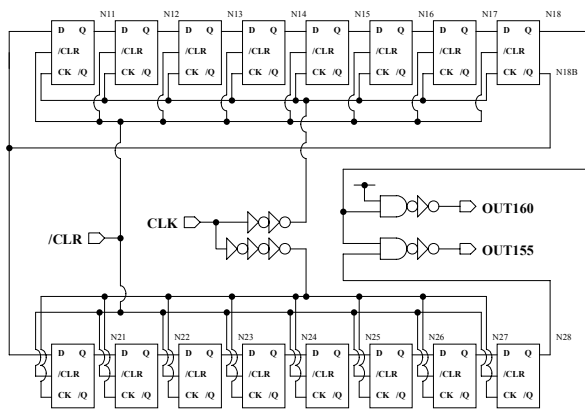 N11 N12 N13 N14 N15 N16 N17 N18
D Q D Q D Q D Q D Q D Q D Q D Q
/CLR /CLR /CLR /CLR /CLR /CLR /CLR /CLR
CK /Q CK /Q CK /Q CK /Q CK /Q CK /Q CK /Q CK /Q N18B
OUT160
CLK
/CLR
OUT155
N21 N22 N23 N24 N25 N26 N27 N28
D Q D Q D Q D Q D Q D Q D Q D Q
/CLR /CLR /CLR /CLR /CLR /CLR /CLR /CLR
CK /Q CK /Q CK /Q CK /Q CK /Q CK /Q CK /Q CK /Q